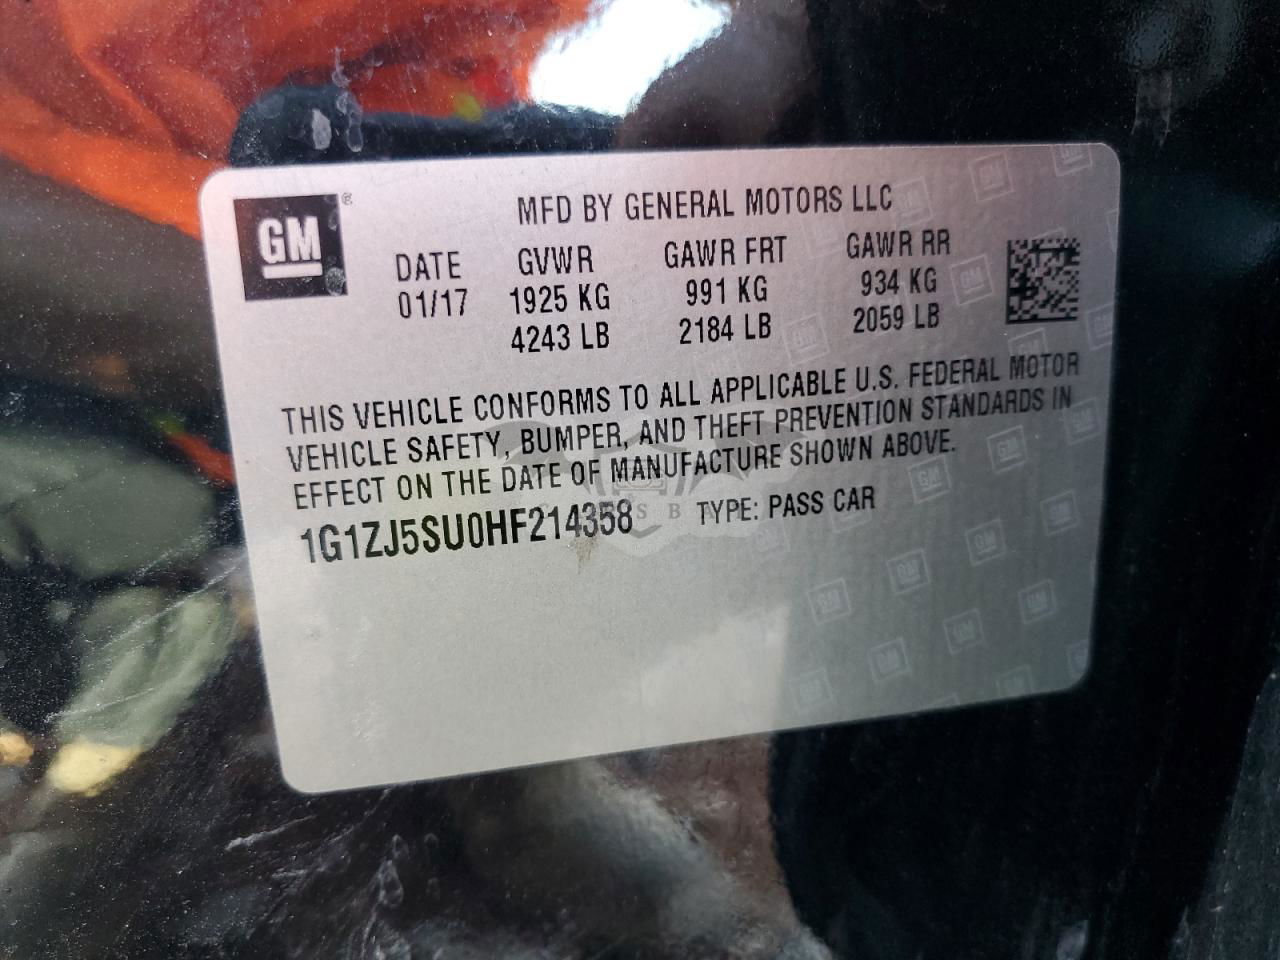 GM ®
MFD BY GENERAL MOTORS LLC
DATE GVWR GAWR FRT GAWR RR
01/17 1925 KG 991 KG 934 KG
4243 LB 2184 LB 2059 LB
THIS VEHICLE CONFORMS TO ALL APPLICABLE U.S. FEDERAL MOTOR
VEHICLE SAFETY, BUMPER, AND THEFT PREVENTION STANDARDS IN
EFFECT ON THE DATE OF MANUFACTURE SHOWN ABOVE.
1G1ZJ5SU0HF214358 TYPE: PASS CAR